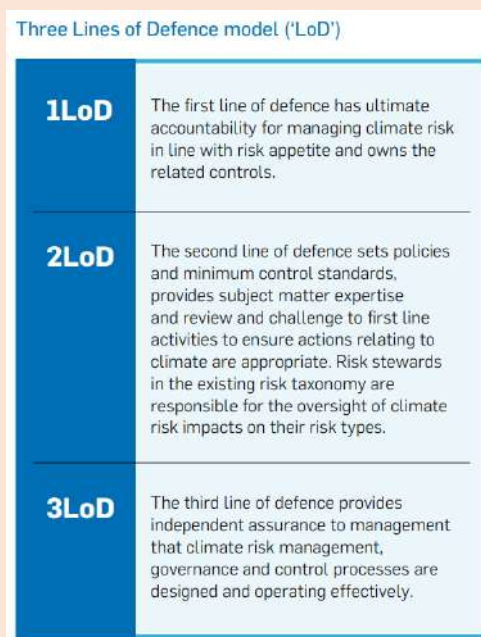 Three Lines of Defence model (‘LoD’)
1LoD
The first line of defence has ultimate
accountability for managing climate risk
in line with risk appetite and owns the
related controls.
2LoD
The second line of defence sets policies
and minimum control standards,
provides subject matter expertise
and review and challenge to first line
activities to ensure actions relating to
climate are appropriate. Risk stewards
in the existing risk taxonomy are
responsible for the oversight of climate
risk impacts on their risk types.
3LoD
The third line of defence provides
independent assurance to management
that climate risk management,
governance and control processes are
designed and operating effectively.